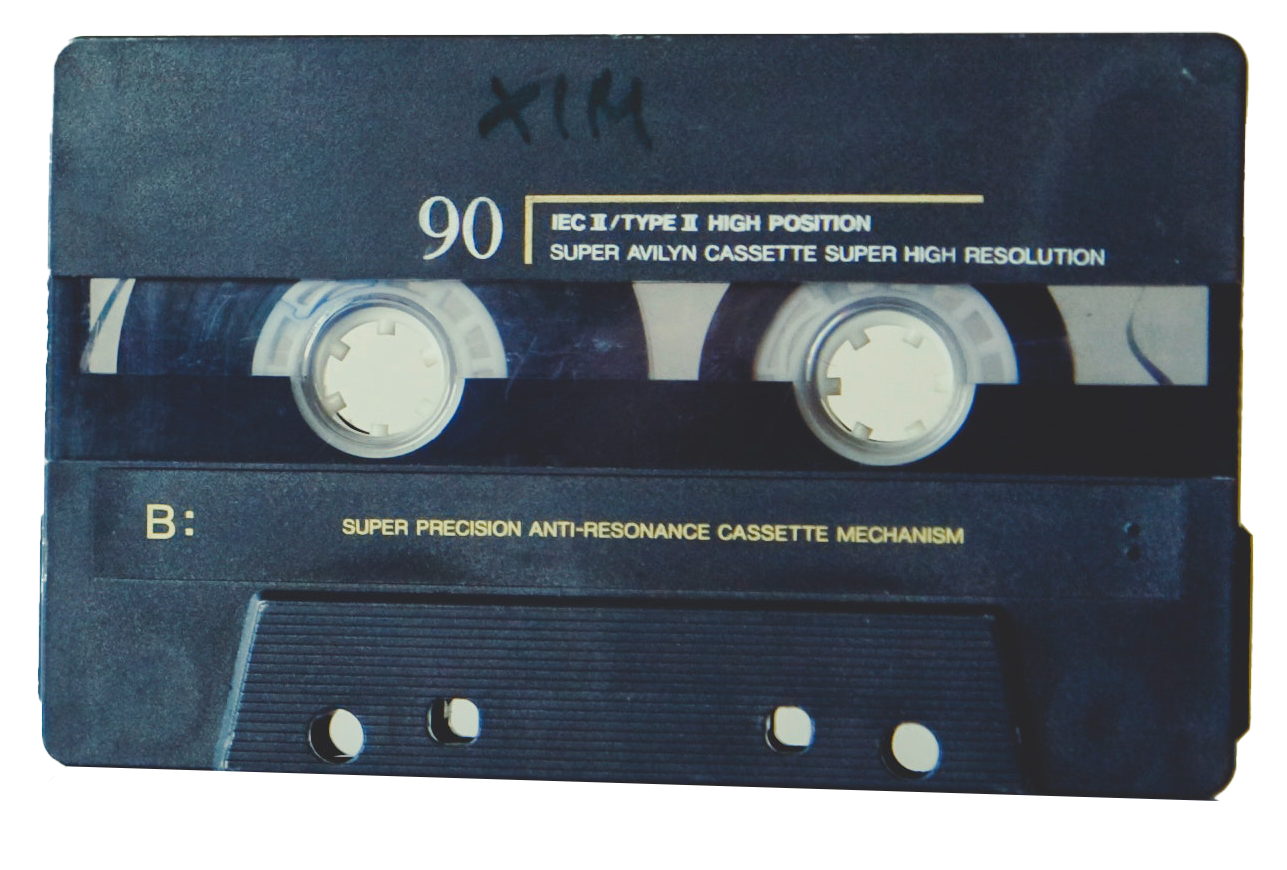 XIM
90
IEC II/TYPE II HIGH POSITION
SUPER AVILYN CASSETTE SUPER HIGH RESOLUTION
B:
SUPER PRECISION ANTI-RESONANCE CASSETTE MECHANISM